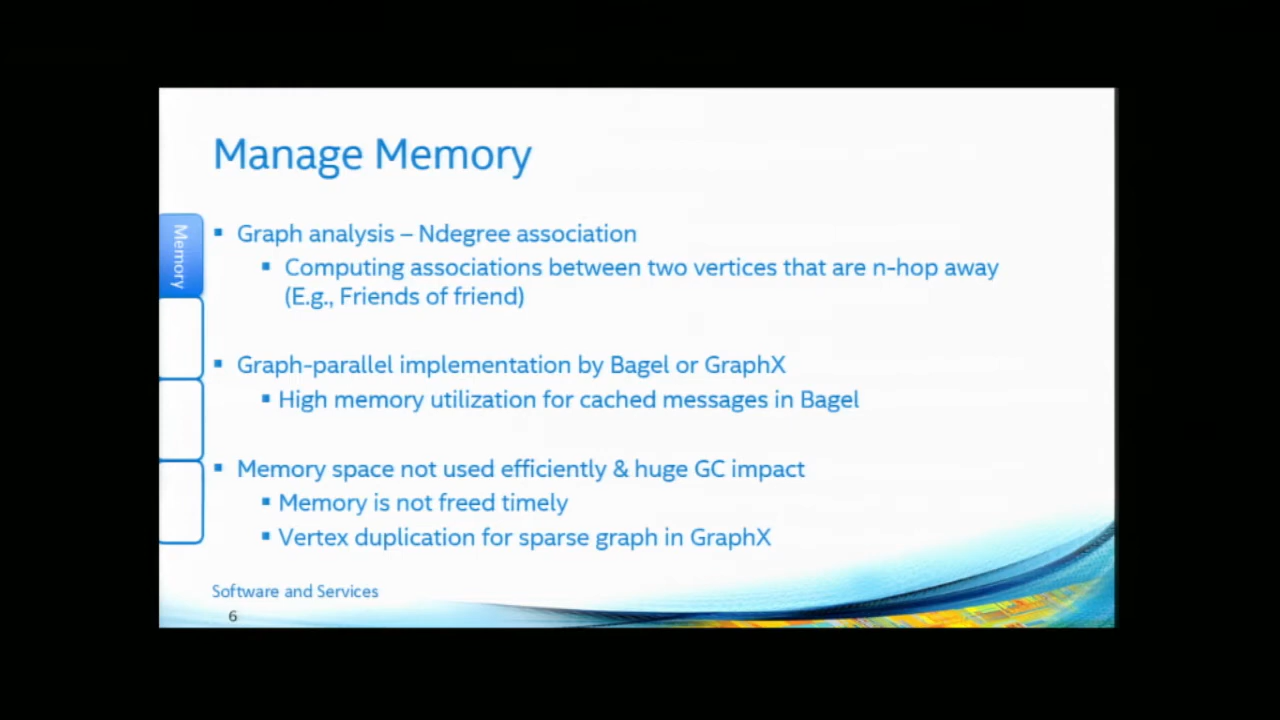 Manage Memory
Memory
▪ Graph analysis – Ndegree association
▪ Computing associations between two vertices that are n-hop away
(E.g., Friends of friend)
▪ Graph-parallel implementation by Bagel or GraphX
▪ High memory utilization for cached messages in Bagel
▪ Memory space not used efficiently & huge GC impact
▪ Memory is not freed timely
▪ Vertex duplication for sparse graph in GraphX
Software and Services
6